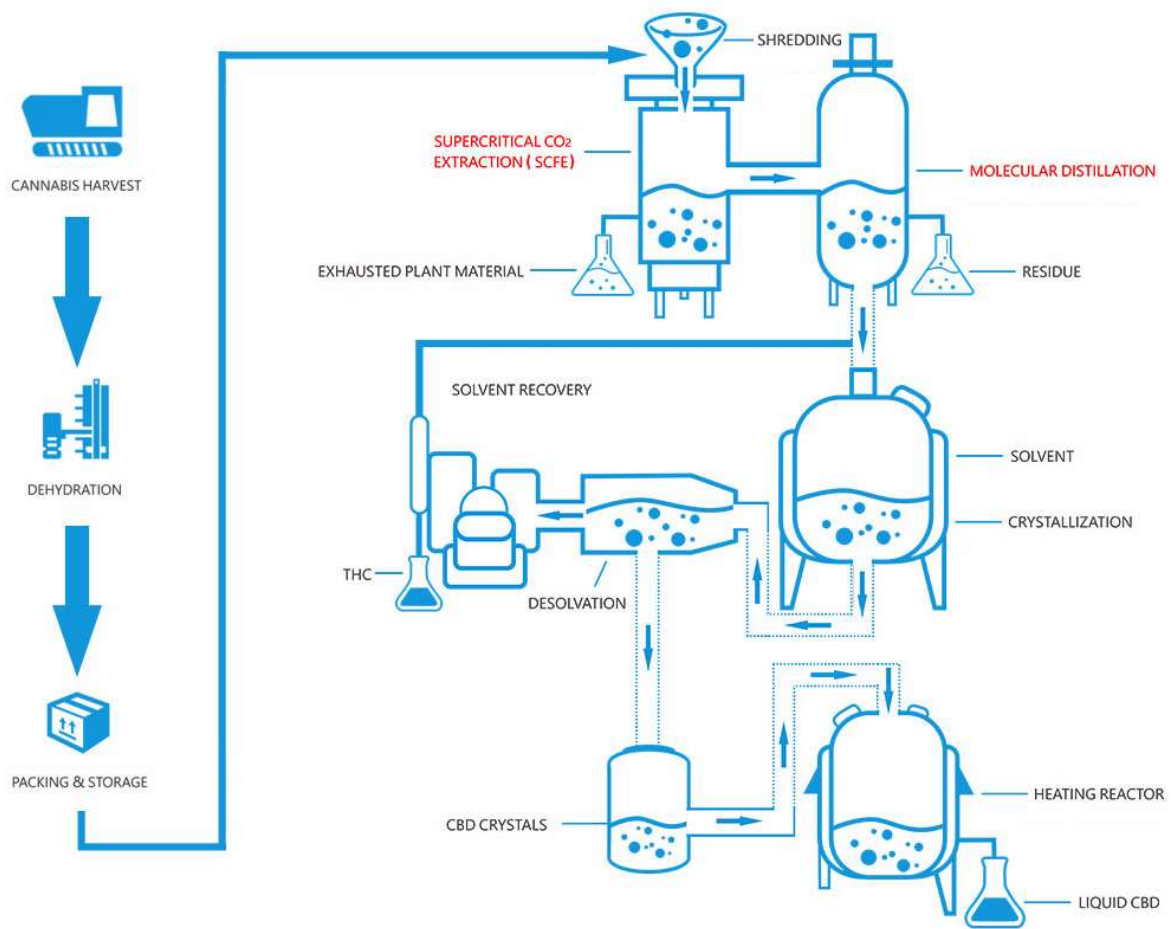 CANNABIS HARVEST
DEHYDRATION
PACKING & STORAGE
SHREDDING
SUPERCRITICAL CO₂
EXTRACTION ( SCFE)
MOLECULAR DISTILLATION
EXHAUSTED PLANT MATERIAL
RESIDUE
SOLVENT RECOVERY
SOLVENT
CRYSTALLIZATION
THC
DESOLVATION
CBD CRYSTALS
HEATING REACTOR
LIQUID CBD